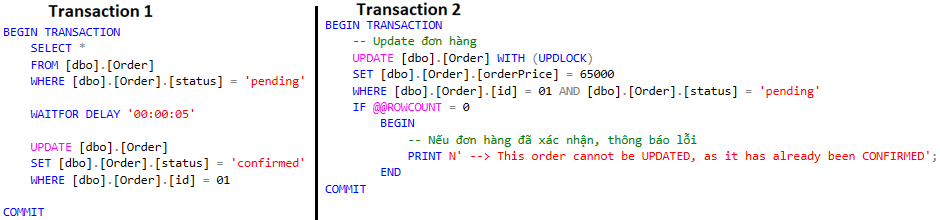 Transaction 1
BEGIN TRANSACTION
SELECT *
FROM [dbo].[Order]
WHERE [dbo].[Order].[status] = 'pending'
WAITFOR DELAY '00:00:05'
UPDATE [dbo].[Order]
SET [dbo].[Order].[status] = 'confirmed'
WHERE [dbo].[Order].[id] = 01
COMMIT
Transaction 2
BEGIN TRANSACTION
-- Update đơn hàng
UPDATE [dbo].[Order] WITH (UPDLOCK)
SET [dbo].[Order].[orderPrice] = 65000
WHERE [dbo].[Order].[id] = 01 AND [dbo].[Order].[status] = 'pending'
IF @@ROWCOUNT = 0
BEGIN
-- Nếu đơn hàng đã xác nhận, thông báo lỗi
PRINT N' --> This order cannot be UPDATED, as it has already been CONFIRMED';
END
COMMIT